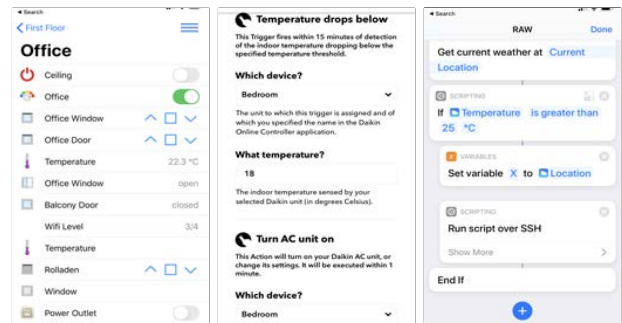 Search
First Floor
Office
Ceiling
Office
Office Window
Office Door
Temperature 22.3 °C
Office Window open
Balcony Door closed
Wifi Level 3/4
Temperature
Rolladen
Window
Power Outlet
Temperature drops below
This Trigger fires within 15 minutes of detection
of the indoor temperature dropping below the
specified temperature threshold.
Which device?
Bedroom
The unit to which this trigger is assigned and of
which you specified the name in the Daikin
Online Controller application.
What temperature?
18
The indoor temperature sensed by your
selected Daikin unit (in degrees Celsius).
Turn AC unit on
This Action will turn on your Daikin AC unit, or
change its settings. It will be executed within 1
minute.
Which device?
Bedroom
Search
RAW Done
Get current weather at Current
Location
SCRIPTING
If Temperature is greater than
25 °C
VARIABLES
Set variable X to Location
SCRIPTING
Run script over SSH
Show More
End If